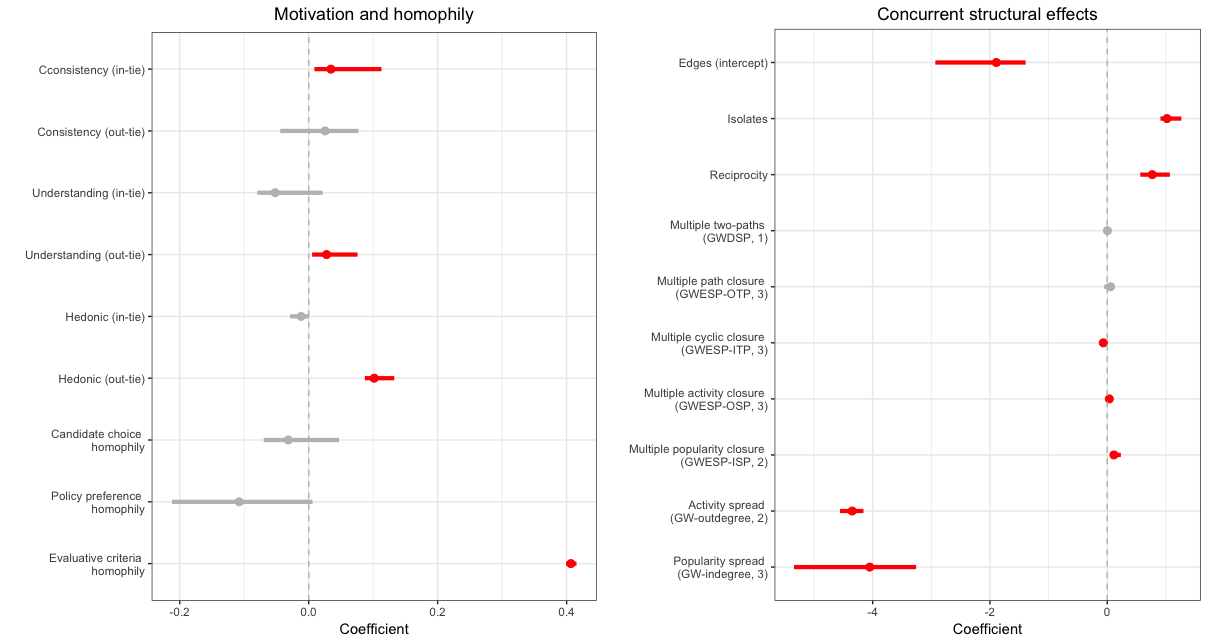 Motivation and homophily
Cconsistency (in-tie)
Consistency (out-tie)
Understanding (in-tie)
Understanding (out-tie)
Hedonic (in-tie)
Hedonic (out-tie)
Candidate choice
homophily
Policy preference
homophily
Evaluative criteria
homophily
-0.2
0.0
0.2
0.4
Coefficient
Concurrent structural effects
Edges (intercept)
Isolates
Reciprocity
Multiple two-paths
(GWDSP, 1)
Multiple path closure
(GWESP-OTP, 3)
Multiple cyclic closure
(GWESP-ITP, 3)
Multiple activity closure
(GWESP-OSP, 3)
Multiple popularity closure
(GWESP-ISP, 2)
Activity spread
(GW-outdegree, 2)
Popularity spread
(GW-indegree, 3)
-4
-2
0
Coefficient